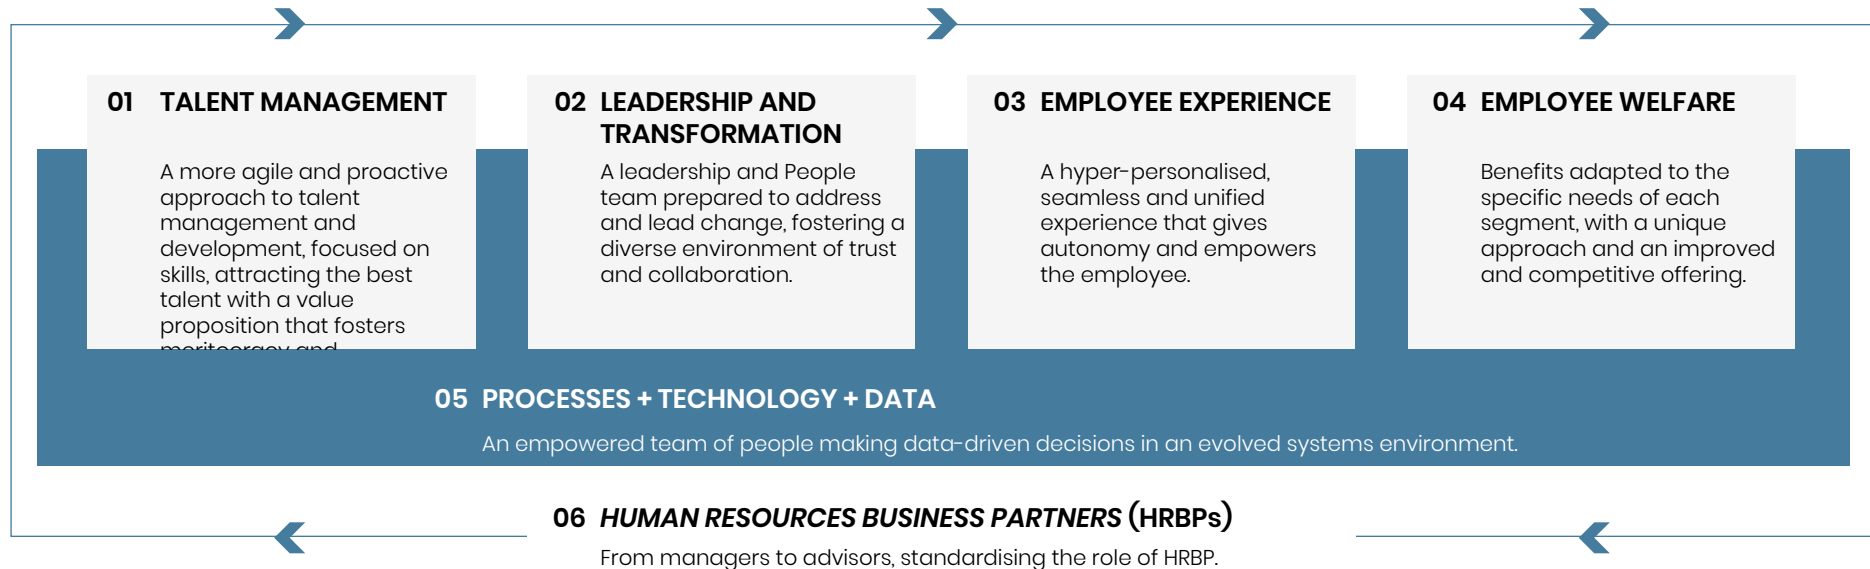 01 TALENT MANAGEMENT
A more agile and proactive
approach to talent
management and
development, focused on
skills, attracting the best
talent with a value
proposition that fosters
meritocracy and
02 LEADERSHIP AND
TRANSFORMATION
A leadership and People
team prepared to address
and lead change, fostering a
diverse environment of trust
and collaboration.
03 EMPLOYEE EXPERIENCE
A hyper-personalised,
seamless and unified
experience that gives
autonomy and empowers
the employee.
04 EMPLOYEE WELFARE
Benefits adapted to the
specific needs of each
segment, with a unique
approach and an improved
and competitive offering.
05 PROCESSES + TECHNOLOGY + DATA
An empowered team of people making data-driven decisions in an evolved systems environment.
06 HUMAN RESOURCES BUSINESS PARTNERS (HRBPs)
From managers to advisors, standardising the role of HRBP.